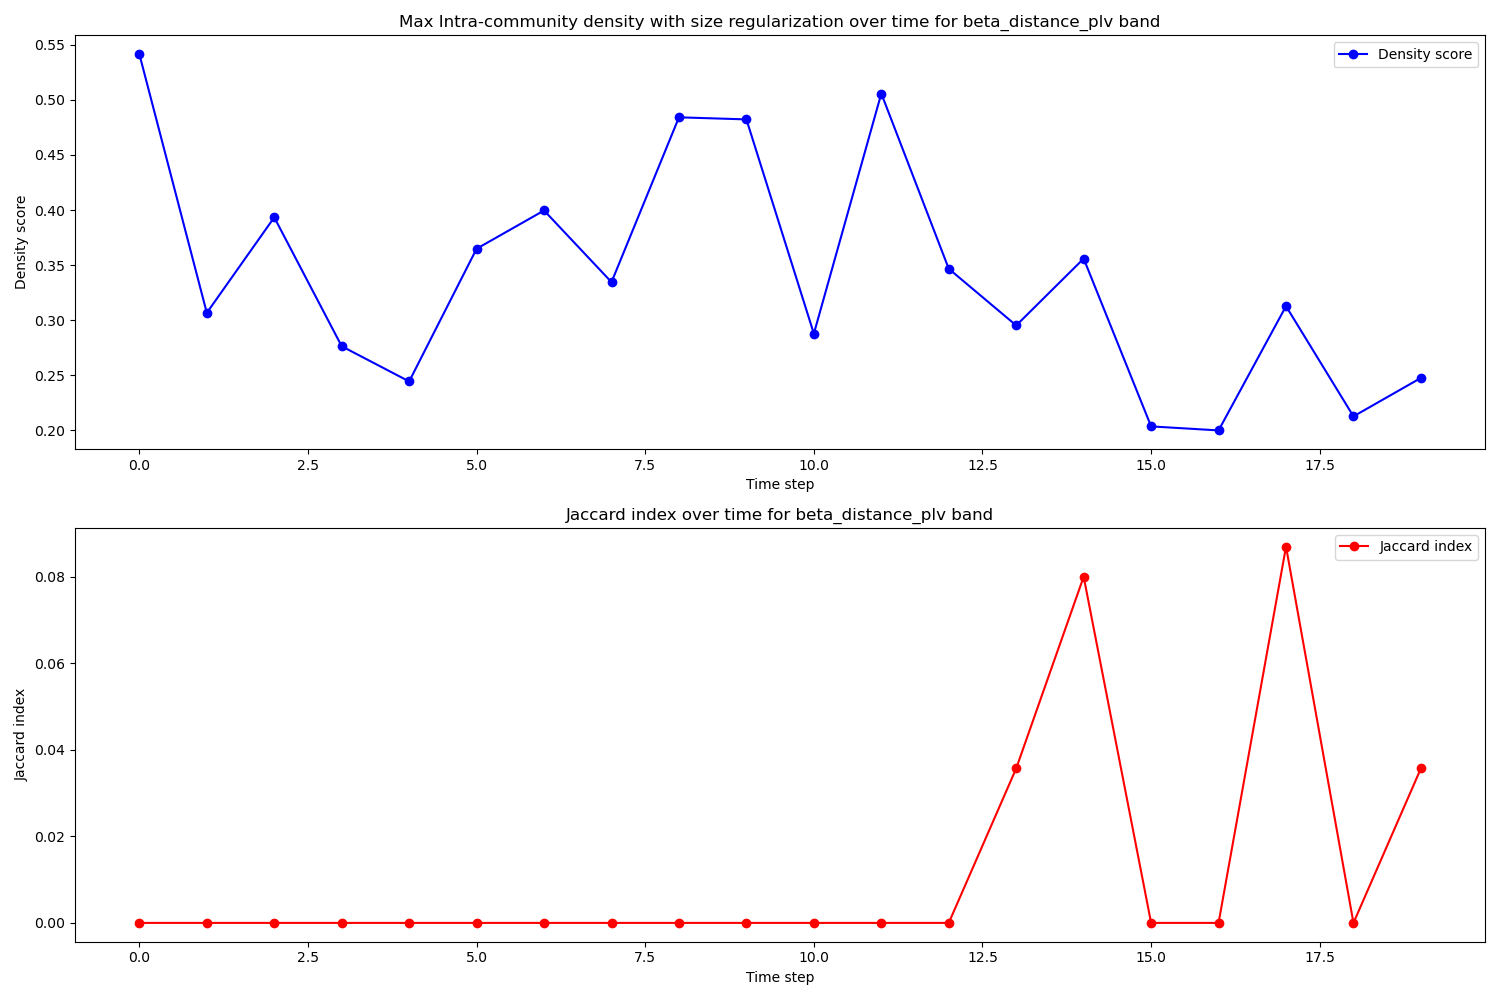 Max Intra-community density with size regularization over time for beta_distance_plv band
Density score
0.55
0.50
0.45
0.40
0.35
0.30
0.25
0.20
Density score
0.0 2.5 5.0 7.5 10.0 12.5 15.0 17.5
Time step
Jaccard index over time for beta_distance_plv band
Jaccard index
0.08
0.06
0.04
0.02
0.00
Jaccard index
0.0 2.5 5.0 7.5 10.0 12.5 15.0 17.5
Time step